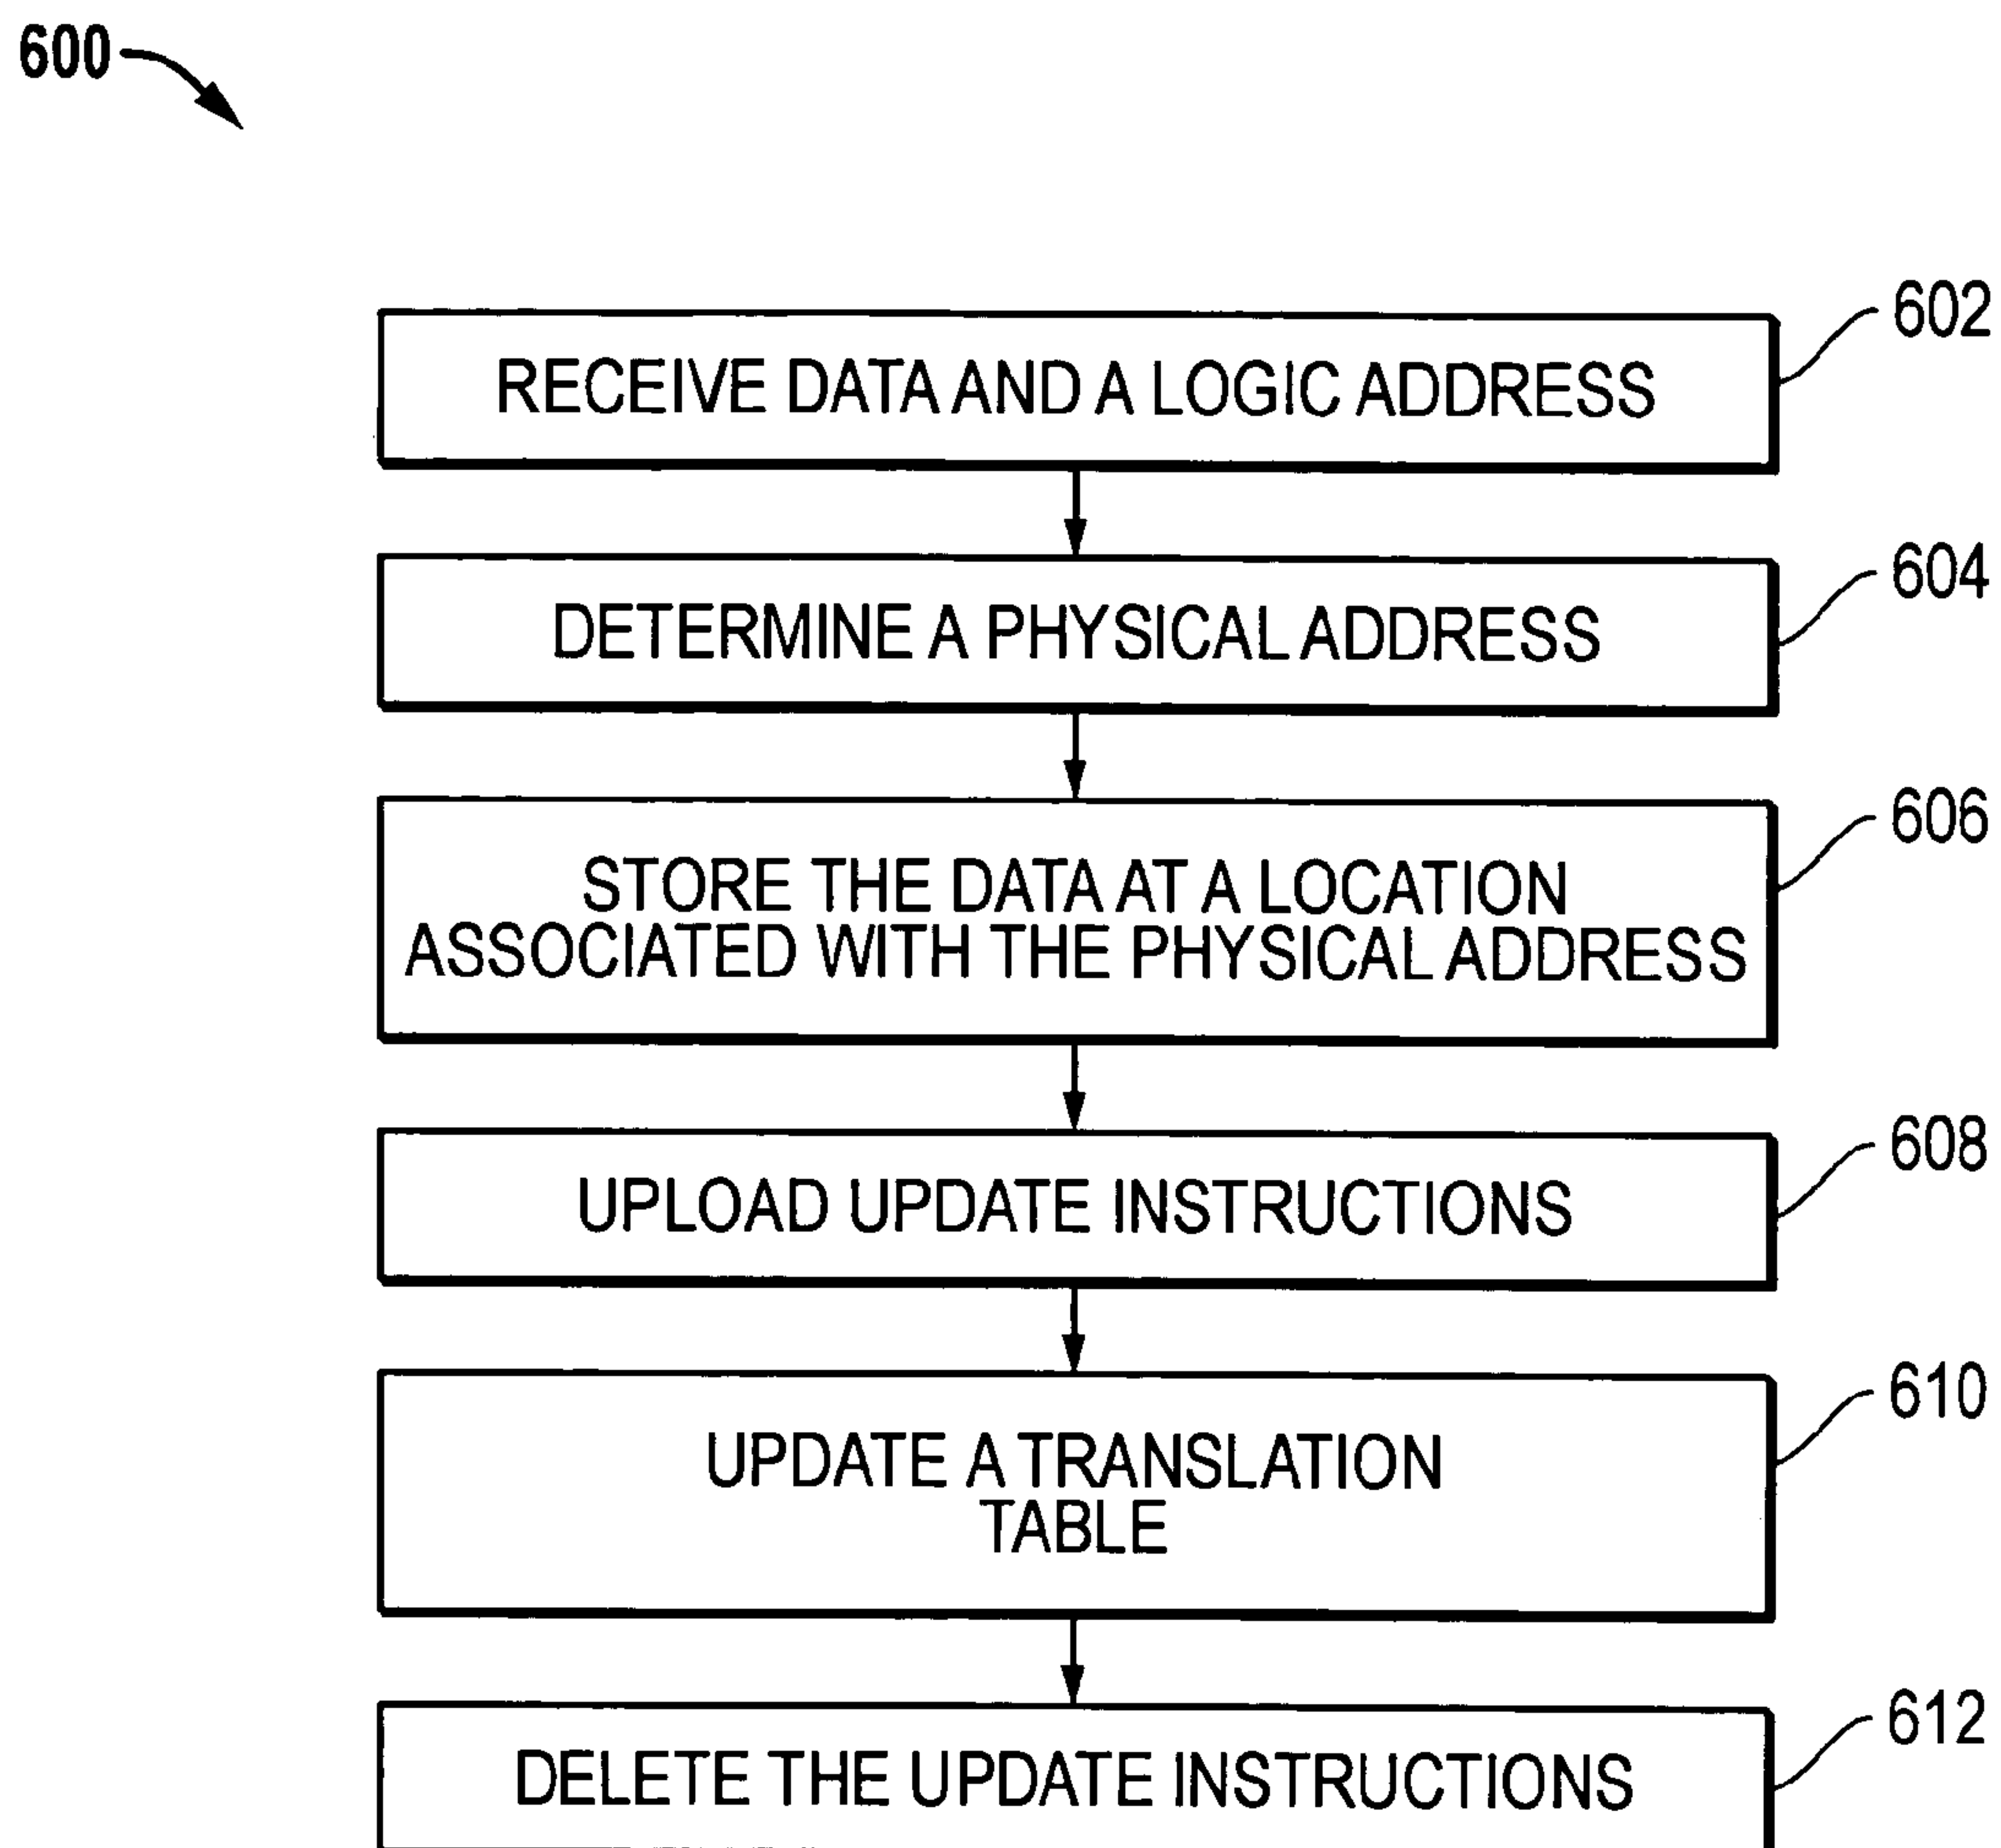 600
602
RECEIVE DATA AND A LOGIC ADDRESS
604
DETERMINE A PHYSICAL ADDRESS
606
STORE THE DATA AT A LOCATION
ASSOCIATED WITH THE PHYSICAL ADDRESS
608
UPLOAD UPDATE INSTRUCTIONS
610
UPDATE A TRANSLATION
TABLE
612
DELETE THE UPDATE INSTRUCTIONS